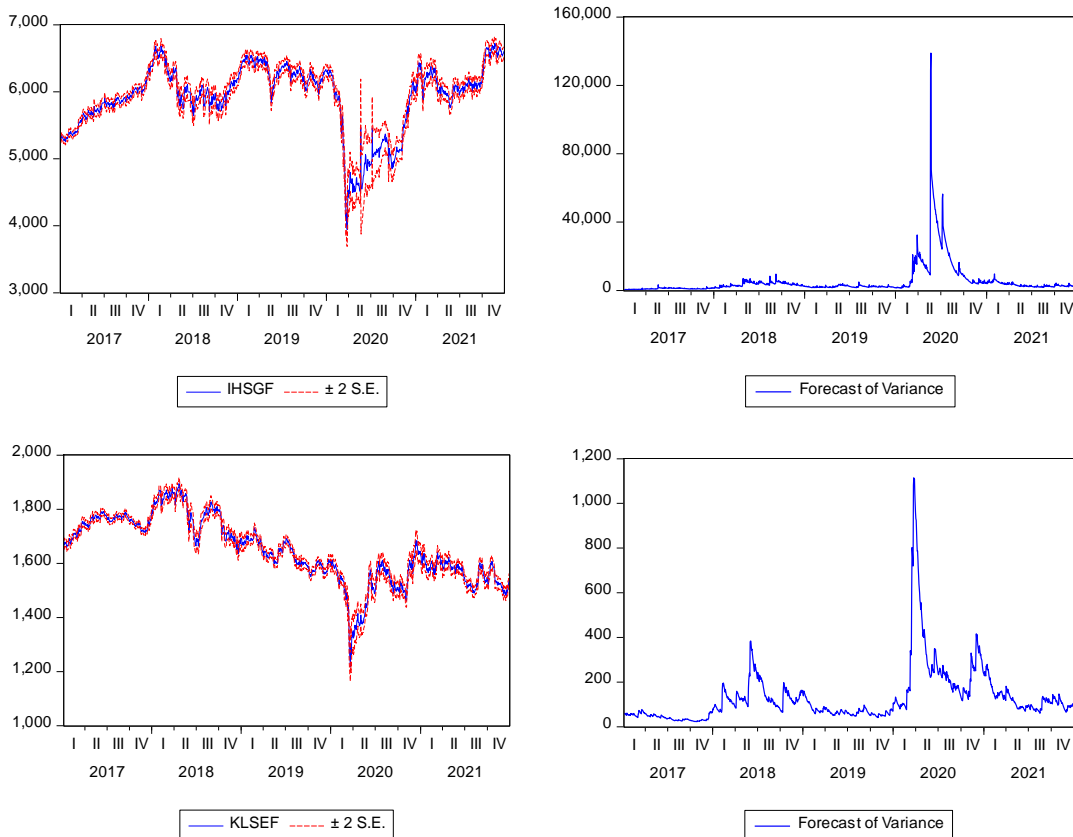 7,000
6,000
5,000
4,000
3,000
I II III IV I II III IV I II III IV I II III IV I II III IV
2017 2018 2019 2020 2021
IHSGF ± 2 S.E.
160,000
120,000
80,000
40,000
0
I II III IV I II III IV I II III IV I II III IV I II III IV
2017 2018 2019 2020 2021
Forecast of Variance
2,000
1,800
1,600
1,400
1,200
1,000
I II III IV I II III IV I II III IV I II III IV I II III IV
2017 2018 2019 2020 2021
KLSEF ± 2 S.E.
1,200
1,000
800
600
400
200
0
I II III IV I II III IV I II III IV I II III IV I II III IV
2017 2018 2019 2020 2021
Forecast of Variance